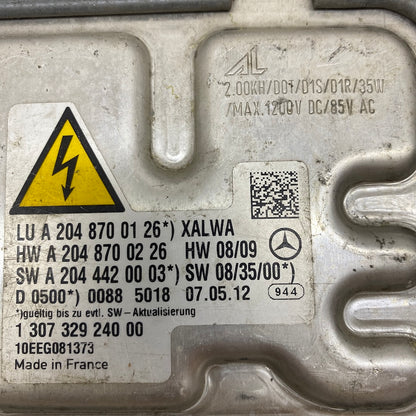 AL
2.00KH/D01/D1S/01R/35W
/MAX.1200V DC/85V AC
LU A 204 870 01 26*) XALWA
HW A 204 870 02 26 HW 08/09
SW A 204 442 00 03*) SW 08/35/00*)
D 0500*) 0088 5018 07.05.12 944
*)gueltig bis zu evtl. SW - Aktualisierung
1 307 329 240 00
10EEG081373
Made in France